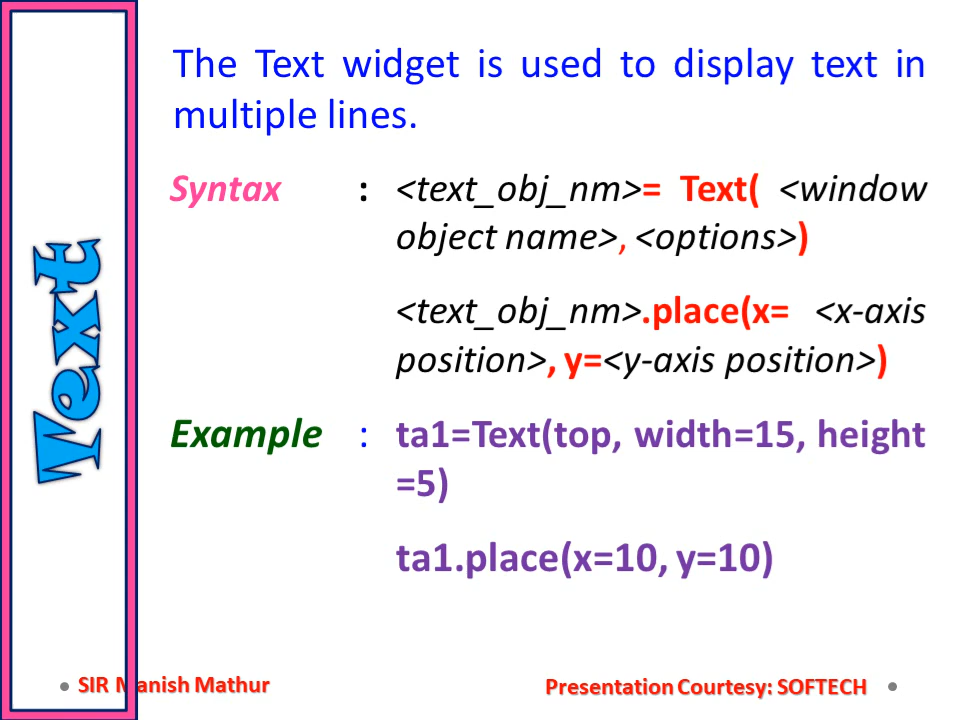 Text
The Text widget is used to display text in
multiple lines.
Syntax : <text_obj_nm>= Text( <window
object name>, <options>)
<text_obj_nm>.place(x= <x-axis
position>, y=<y-axis position>)
Example : ta1=Text(top, width=15, height
=5)
ta1.place(x=10, y=10)
SIR Manish Mathur
Presentation Courtesy: SOFTECH